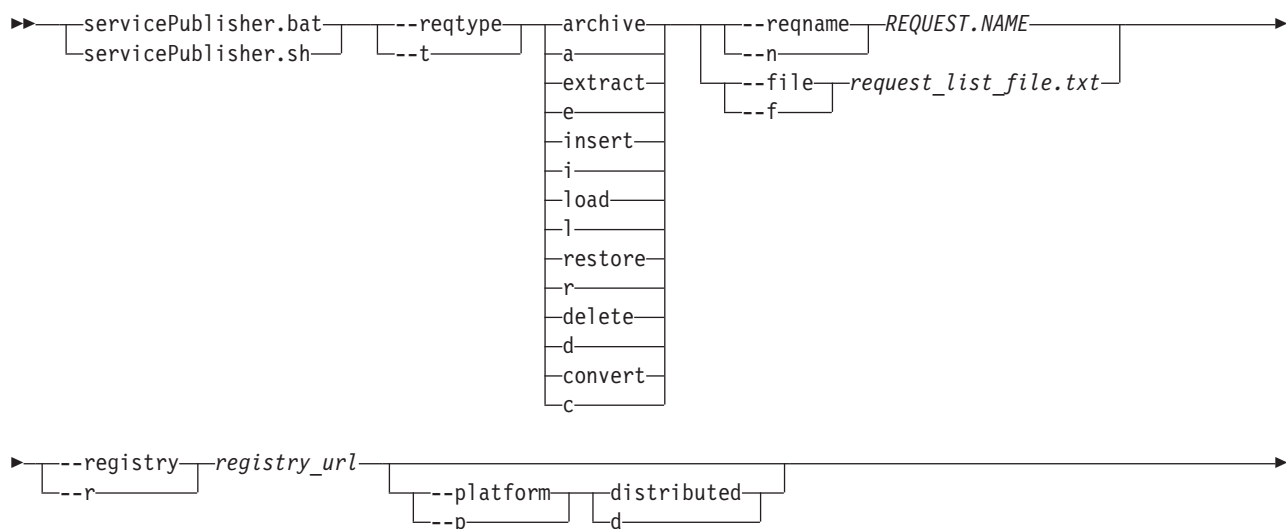 servicePublisher.bat --reqtype archive --reqname REQUEST.NAME
servicePublisher.sh --t a --n
extract --file request_list_file.txt
e --f
insert
i
load
l
restore
r
delete
d
convert
c
--registry registry_url --platform distributed
--r --p d